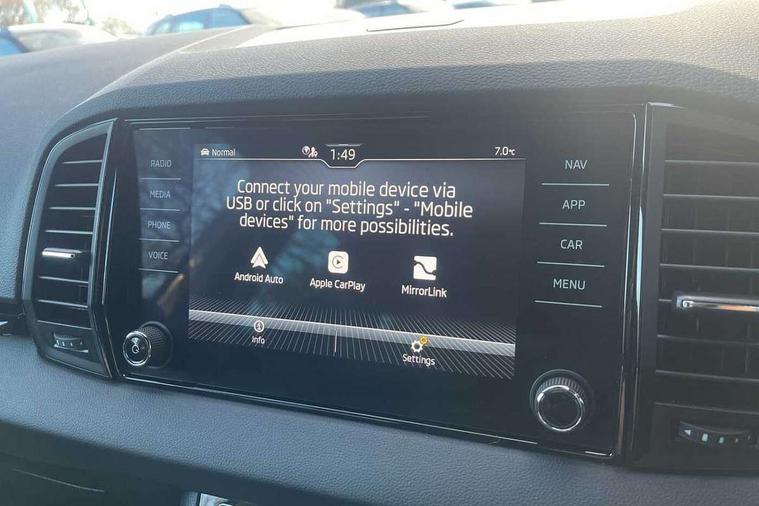 Normal
1:49
7.0°C
RADIO
MEDIA
PHONE
VOICE
Connect your mobile device via
USB or click on "Settings" - "Mobile
devices" for more possibilities.
Android Auto
Apple CarPlay
MirrorLink
Info
Settings
NAV
APP
CAR
MENU